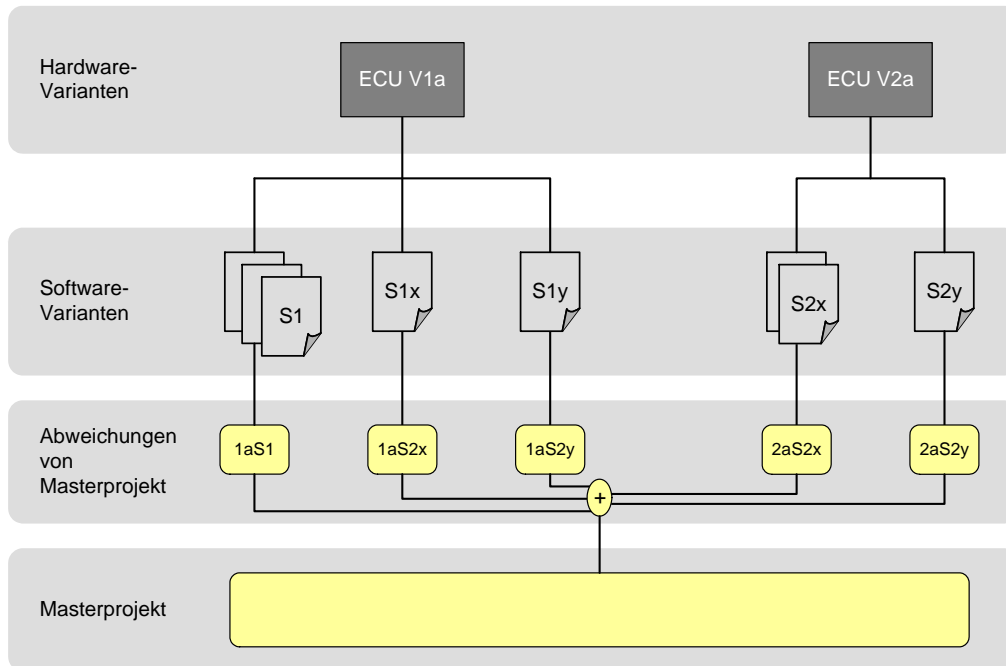 Hardware-
Varianten
ECU V1a
ECU V2a
Software-
Varianten
S1
S1x
S1y
S2x
S2y
Abweichungen
von
Masterprojekt
1aS1
1aS2x
1aS2y
2aS2x
2aS2y
+
Masterprojekt